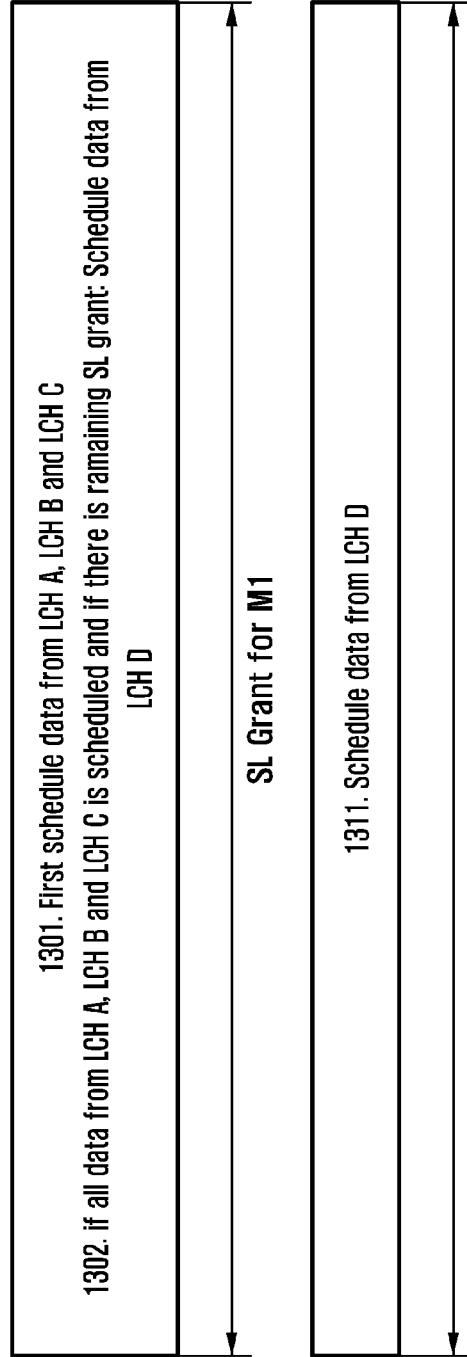 1301. First schedule data from LCH A, LCH B and LCH C
1302. if all data from LCH A, LCH B and LCH C is scheduled and if there is ramaining SL grant: Schedule data from
LCH D
SL Grant for M1
1311. Schedule data from LCH D